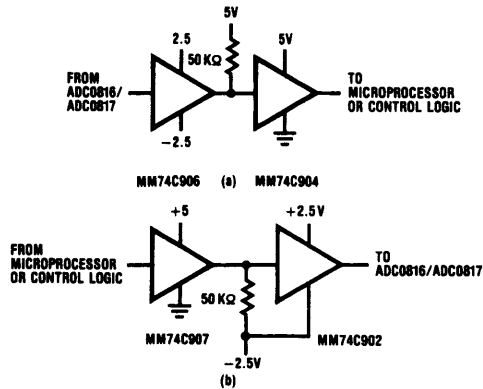 5V
2.5
50 KΩ
5V
FROM
ADC0816/
ADC0817
TO
MICROPROCESSOR
OR CONTROL LOGIC
−2.5
MM74C906 (a) MM74C904
+5
+2.5V
FROM
MICROPROCESSOR
OR CONTROL LOGIC
TO
ADC0816/ADC0817
50 KΩ
MM74C907
MM74C902
−2.5V
(b)